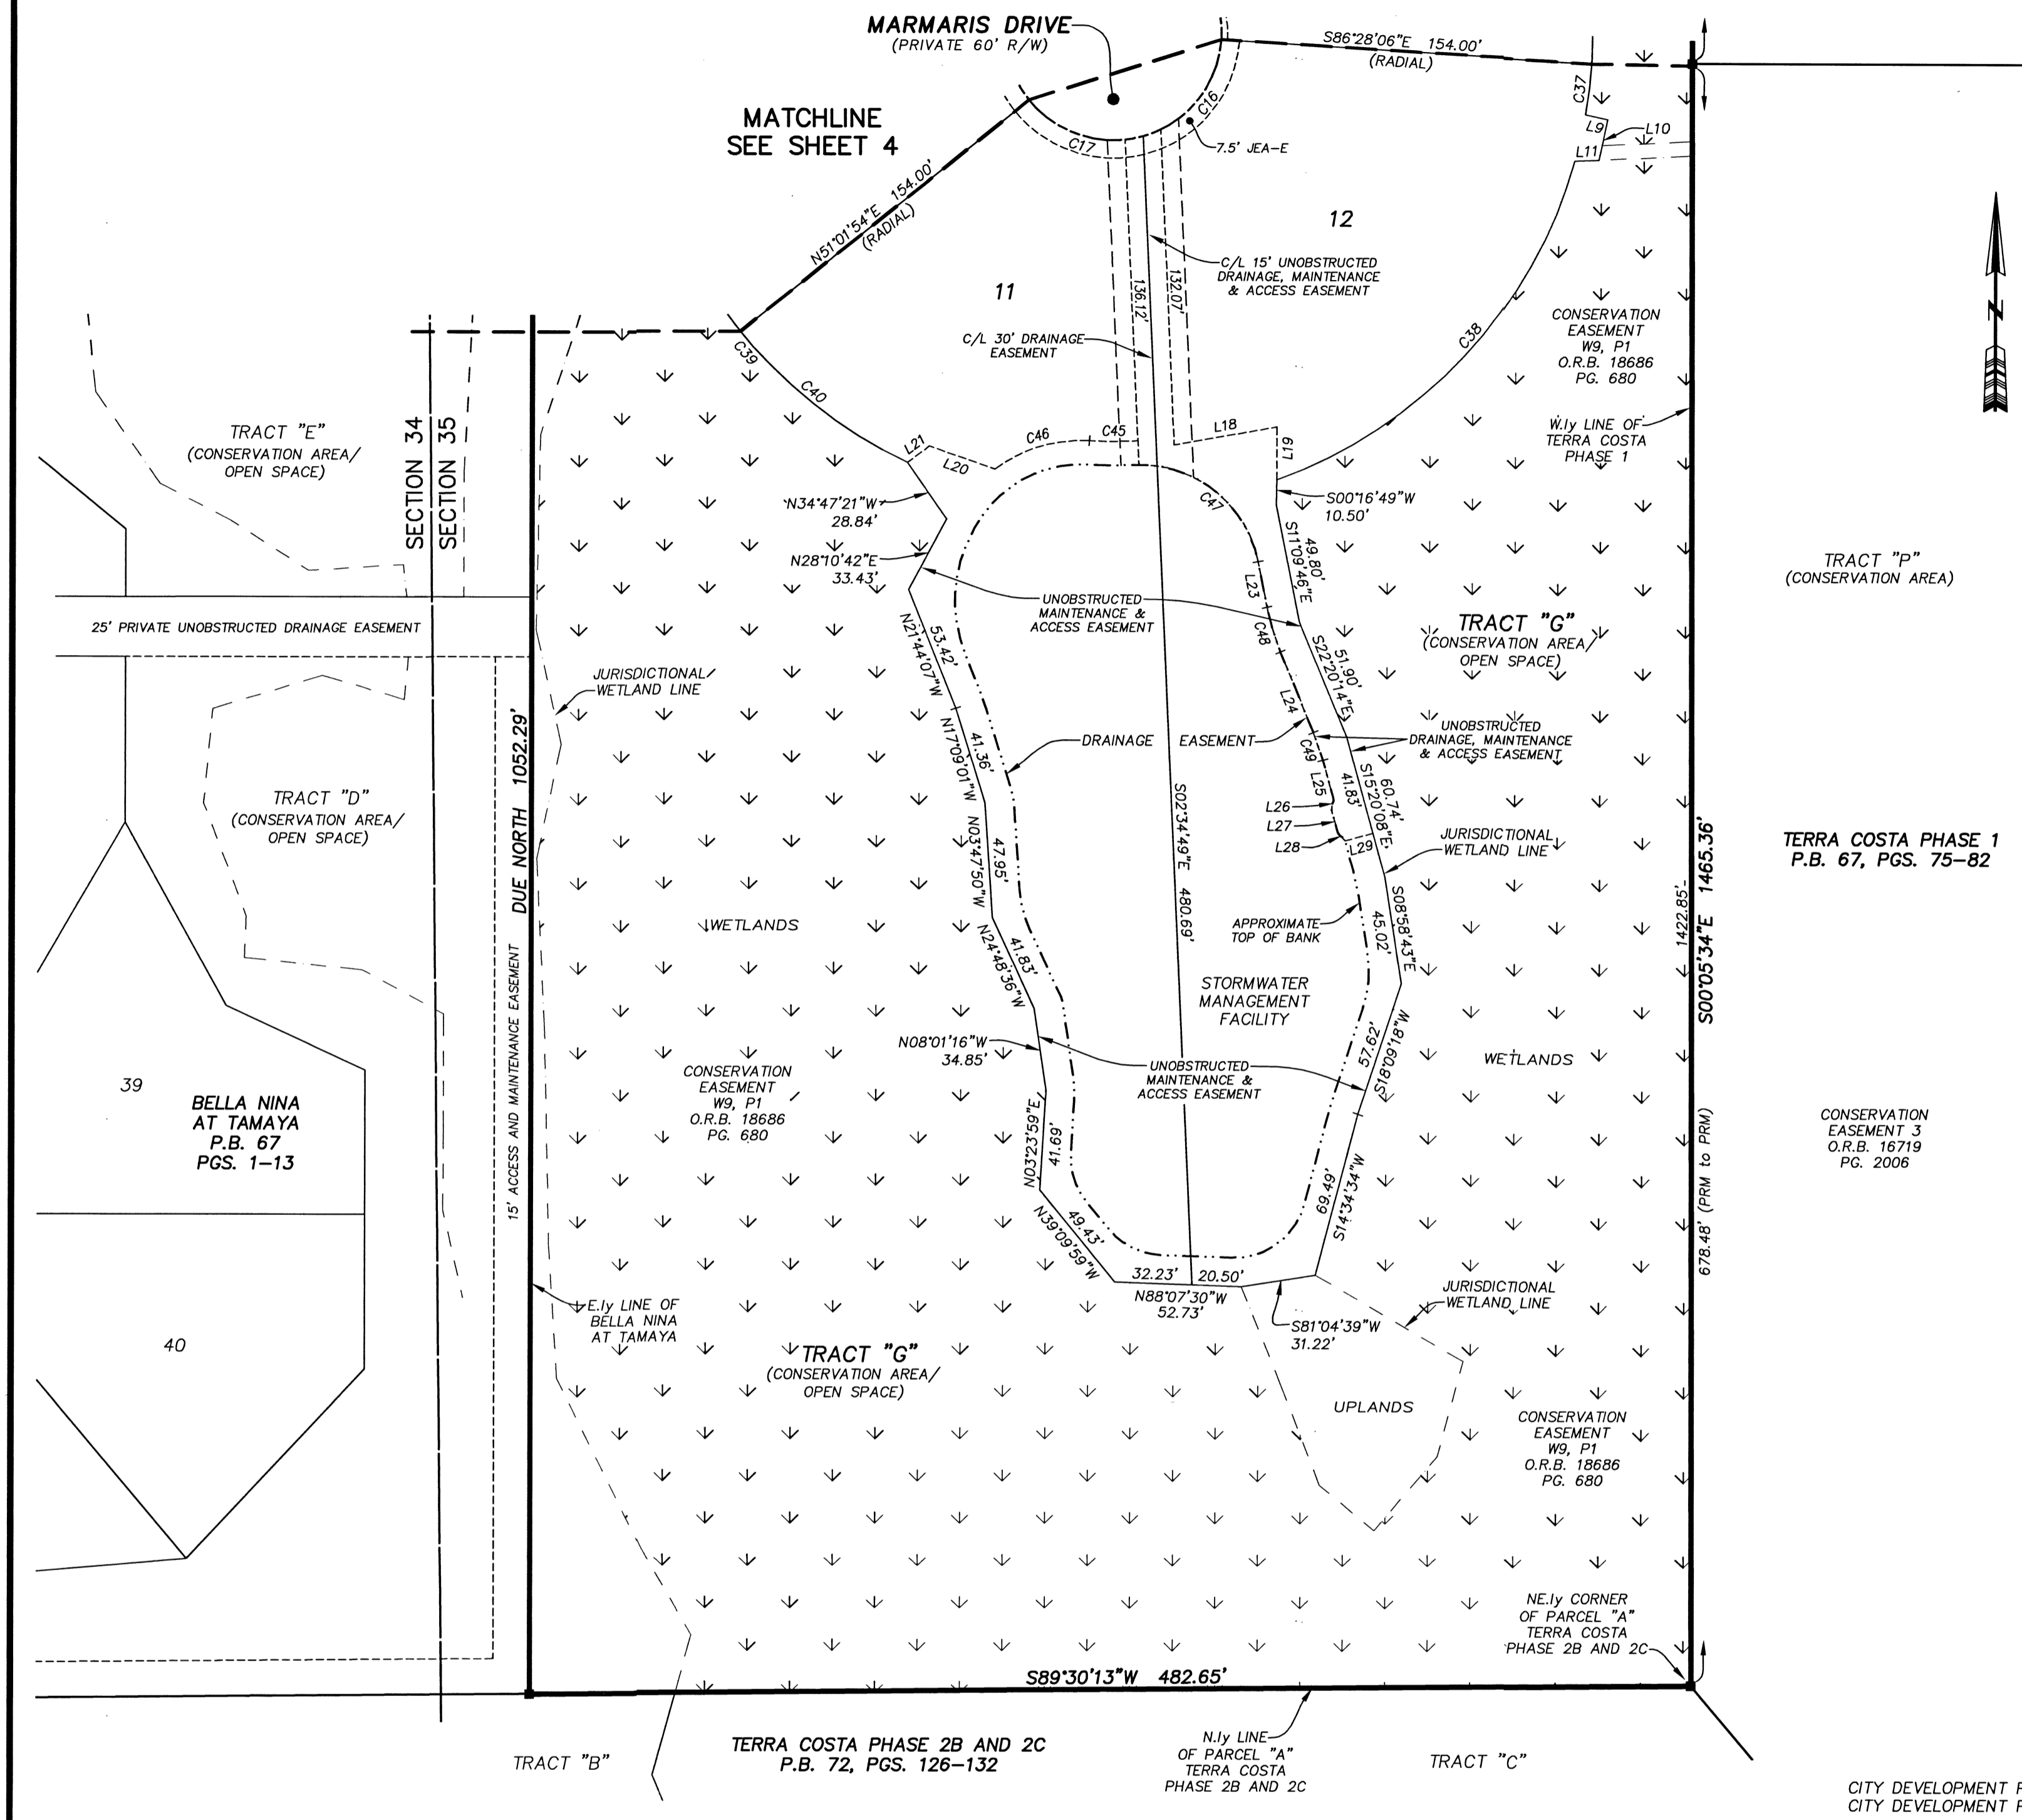 MARMARIS DRIVE
(PRIVATE 60' R/W)
S86°28'06"E 154.00'
(RADIAL)
MATCHLINE
SEE SHEET 4
C16
C17
7.5' JEA-E
C37
L9
L10
L11
N51°01'54"E 154.00'
(RADIAL)
12
11
C/L 15' UNOBSTRUCTED
DRAINAGE, MAINTENANCE
& ACCESS EASEMENT
136.12'
132.07'
C/L 30' DRAINAGE
EASEMENT
C38
C39
C40
CONSERVATION
EASEMENT
W9, P1
O.R.B. 18686
PG. 680
N
W.ly LINE OF
TERRA COSTA
PHASE 1
TRACT "E"
(CONSERVATION AREA/
OPEN SPACE)
SECTION 34
SECTION 35
L21
L20
C46
C45
L18
L19
N34°47'21"W
28.84'
C47
S00°16'49"W
10.50'
N28°10'42"E
33.43'
49.80'
S11°09'46"E
TRACT "P"
(CONSERVATION AREA)
UNOBSTRUCTED
MAINTENANCE &
ACCESS EASEMENT
L23
C48
TRACT "G"
(CONSERVATION AREA/
OPEN SPACE)
25' PRIVATE UNOBSTRUCTED DRAINAGE EASEMENT
53.42'
N21°44'07"W
51.90'
S22°20'14"E
JURISDICTIONAL
WETLAND LINE
L24
DRAINAGE EASEMENT
UNOBSTRUCTED
DRAINAGE, MAINTENANCE
& ACCESS EASEMENT
C49
41.36'
N17°09'01"W
DUE NORTH 1052.29'
L25
41.83'
60.74'
S15°20'08"E
TRACT "D"
(CONSERVATION AREA/
OPEN SPACE)
L26
L27
L28
L29
S02°34'49"E 480.69'
JURISDICTIONAL
WETLAND LINE
TERRA COSTA PHASE 1
P.B. 67, PGS. 75-82
S00°05'34"E 1465.36'
1422.85'
47.95'
N03°47'50"W
WETLANDS
APPROXIMATE
TOP OF BANK
45.02'
S08°58'43"E
41.83'
N24°48'36"W
STORMWATER
MANAGEMENT
FACILITY
15' ACCESS AND MAINTENANCE EASEMENT
N08°01'16"W
34.85'
57.62'
S18°09'18"W
WETLANDS
CONSERVATION
EASEMENT
W9, P1
O.R.B. 18686
PG. 680
UNOBSTRUCTED
MAINTENANCE &
ACCESS EASEMENT
39
BELLA NINA
AT TAMAYA
P.B. 67
PGS. 1-13
CONSERVATION
EASEMENT 3
O.R.B. 16719
PG. 2006
678.48' (PRM to PRM)
N03°23'59"E
41.69'
69.49'
S14°34'34"W
49.43'
N39°09'59"W
32.23'
20.50'
N88°07'30"W
52.73'
JURISDICTIONAL
WETLAND LINE
E.ly LINE OF
BELLA NINA
AT TAMAYA
S81°04'39"W
31.22'
40
TRACT "G"
(CONSERVATION AREA/
OPEN SPACE)
UPLANDS
CONSERVATION
EASEMENT
W9, P1
O.R.B. 18686
PG. 680
NE.ly CORNER
OF PARCEL "A"
TERRA COSTA
PHASE 2B AND 2C
S89°30'13"W 482.65'
TRACT "B"
TERRA COSTA PHASE 2B AND 2C
P.B. 72, PGS. 126-132
N.ly LINE
OF PARCEL "A"
TERRA COSTA
PHASE 2B AND 2C
TRACT "C"
CITY DEVELOPMENT
CITY DEVELOPMENT